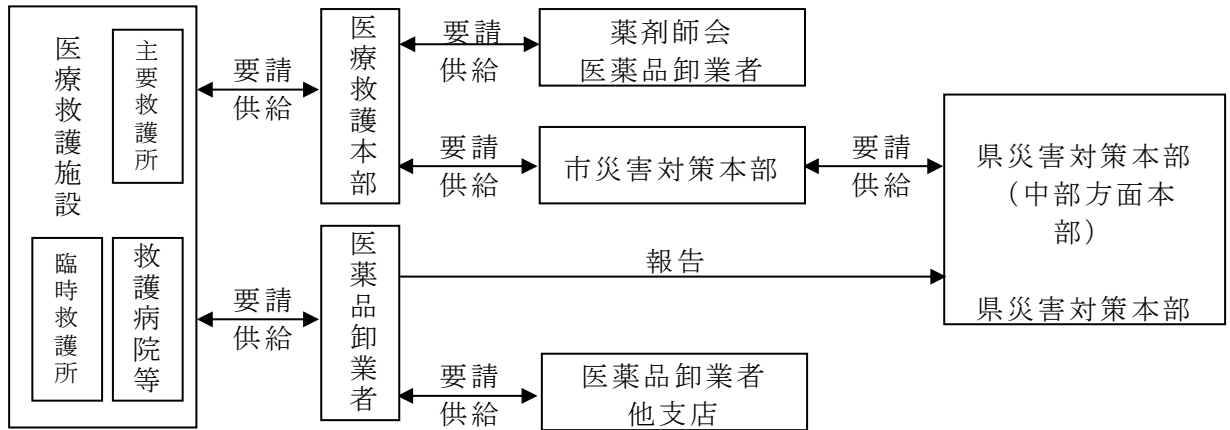 医療救護施設
主要救護所
臨時救護所
救護病院等
要請
供給
要請
供給
医療救護本部
医薬品卸業者
要請
供給
薬剤師会
医薬品卸業者
要請
供給
市災害対策本部
要請
供給
報告
要請
供給
医薬品卸業者
他支店
県災害対策本部
(中部方面本
部)
県災害対策本部